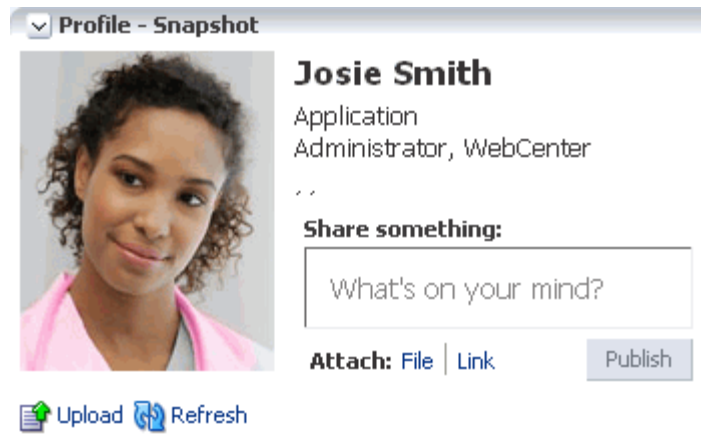 Profile - Snapshot
Josie Smith
Application
Administrator, WebCenter
, ,
Share something:
What's on your mind?
Attach: File | Link
Publish
Upload Refresh